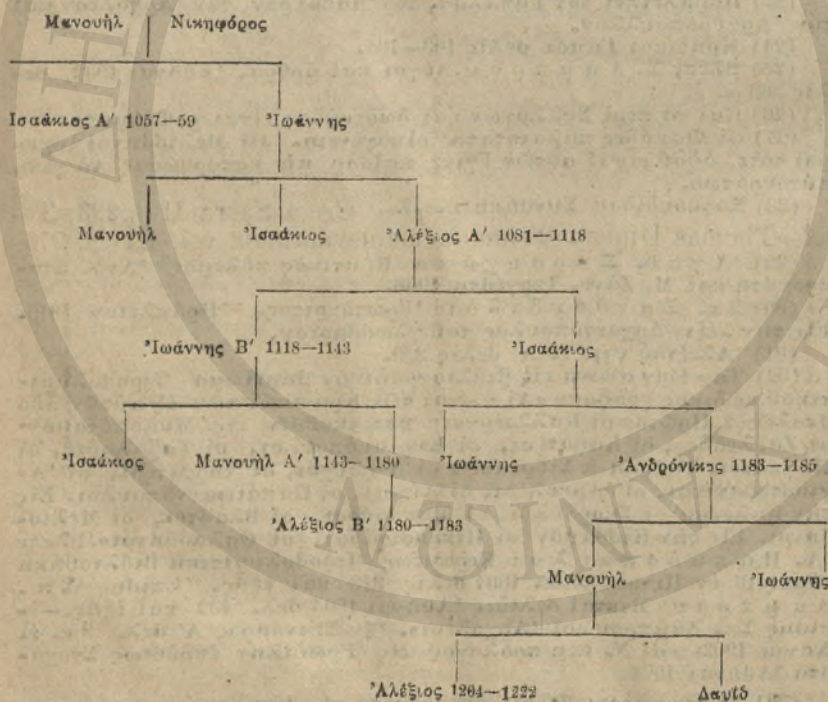 Μανουὴλ Νικηφόρος
Ἰσαάκιος Α' 1057—59 Ἰωάννης
Μανουὴλ Ἰσαάκιος Ἀλέξιος Α' 1081—1118
Ἰωάννης Β' 1118—1143 Ἰσαάκιος
Ἰσαάκιος Μανουὴλ Α' 1143—1180 Ἰωάννης Ἀνδρόνικος 1183—1185
Ἀλέξιος Β' 1180—1183
Μανουὴλ Ἰωάννης
Ἀλέξιος 1204—1222 Δαυΐδ